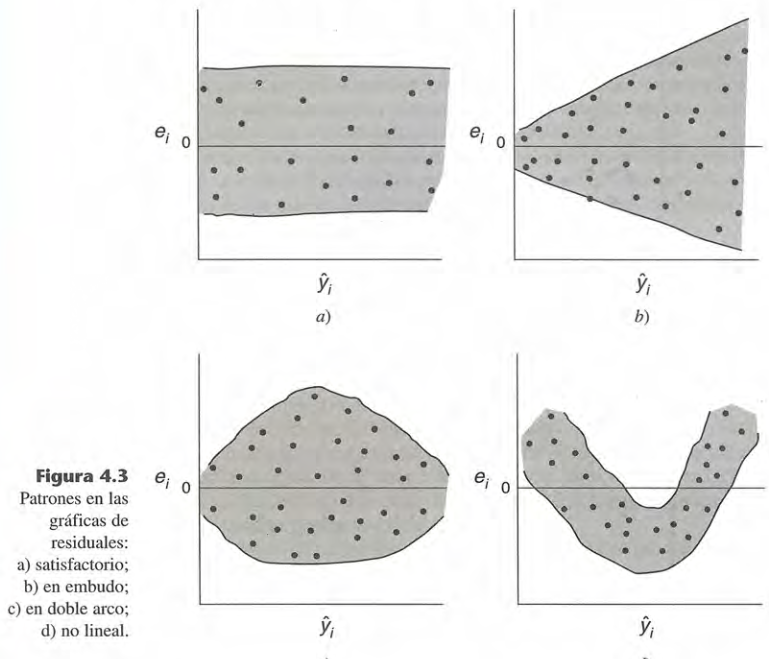 e_i 0
ŷ_i
a)
e_i 0
ŷ_i
b)
Figura 4.3
Patrones en las
gráficas de
residuales:
a) satisfactorio;
b) en embudo;
c) en doble arco;
d) no lineal.
e_i 0
ŷ_i
e_i 0
ŷ_i